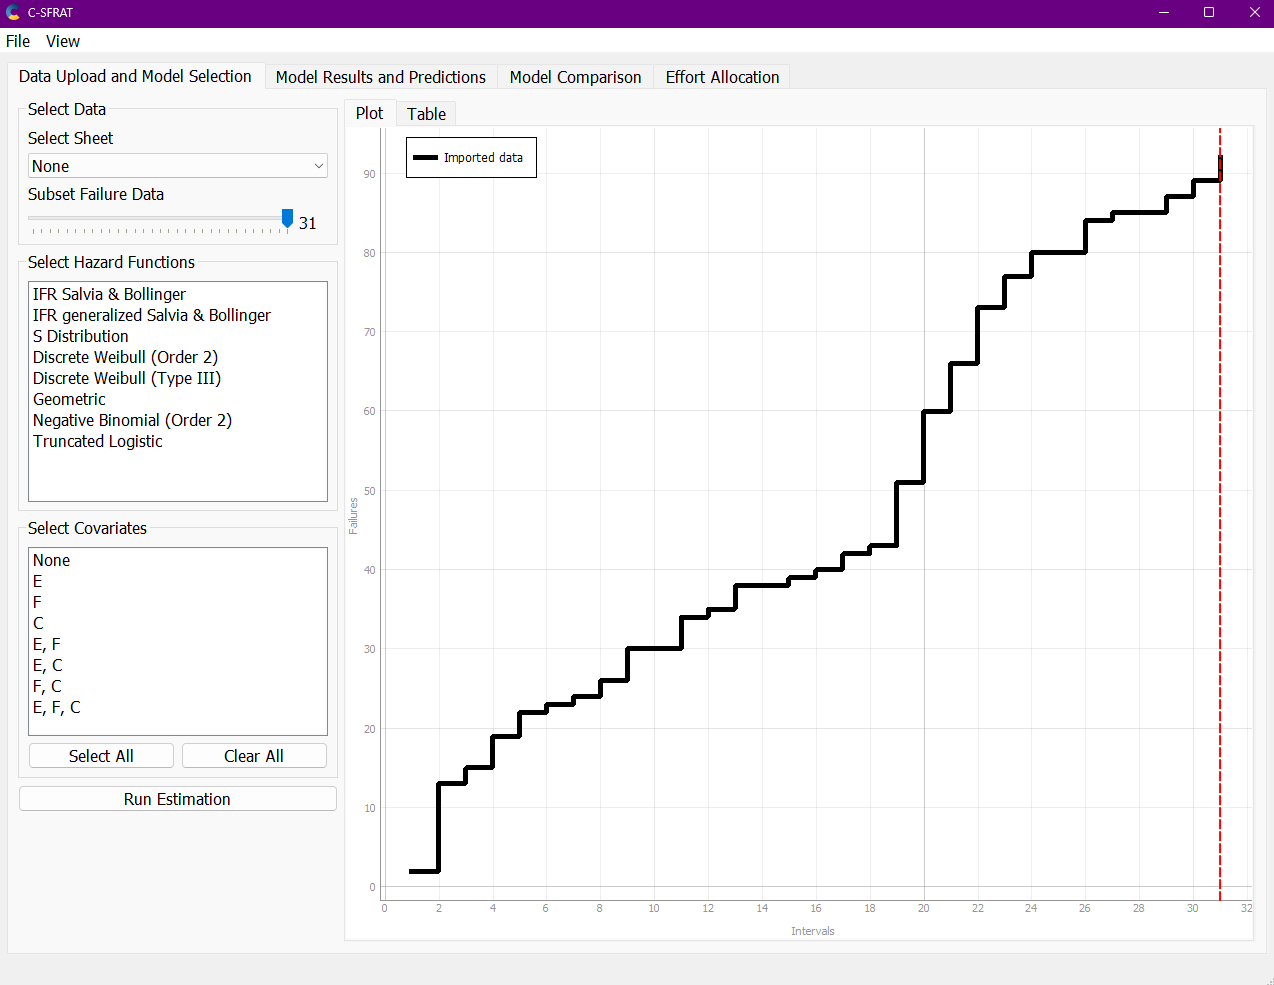 C-SFRAT
File View
Data Upload and Model Selection Model Results and Predictions Model Comparison Effort Allocation
Select Data
Select Sheet
None
Subset Failure Data
31
Select Hazard Functions
IFR Salvia & Bollinger
IFR generalized Salvia & Bollinger
S Distribution
Discrete Weibull (Order 2)
Discrete Weibull (Type III)
Geometric
Negative Binomial (Order 2)
Truncated Logistic
Select Covariates
None
E
F
C
E, F
E, C
F, C
E, F, C
Select All Clear All
Run Estimation
Plot Table
Imported data
90
80
70
60
50
40
30
20
10
0
Failures
0 2 4 6 8 10 12 14 16 18 20 22 24 26 28 30 32
Intervals